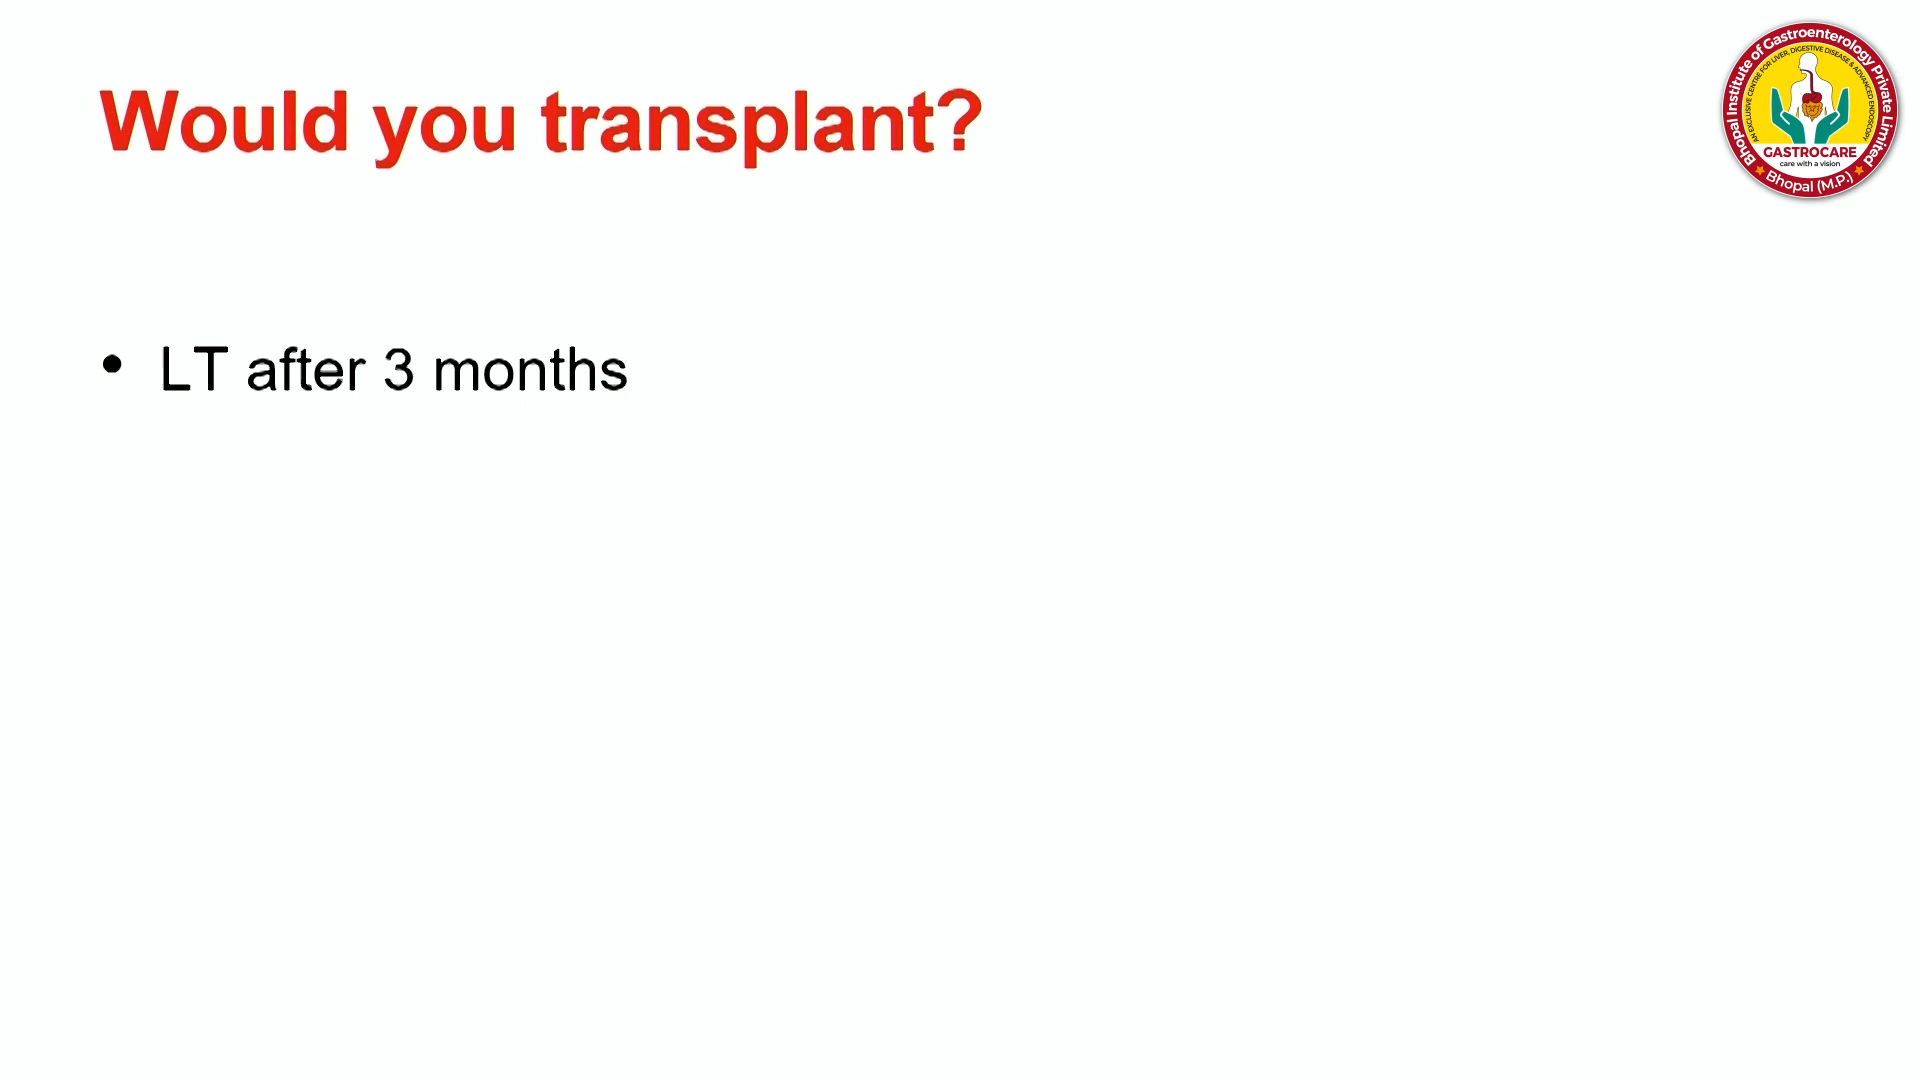 Would you transplant?
• LT after 3 months
Bhopal Institute of Gastroenterology Private Limited
AN EXCLUSIVE CENTRE FOR LIVER, DIGESTIVE DISEASE & ADVANCED ENDOSCOPY
GASTROCARE
care with a vision
Bhopal (M.P.)